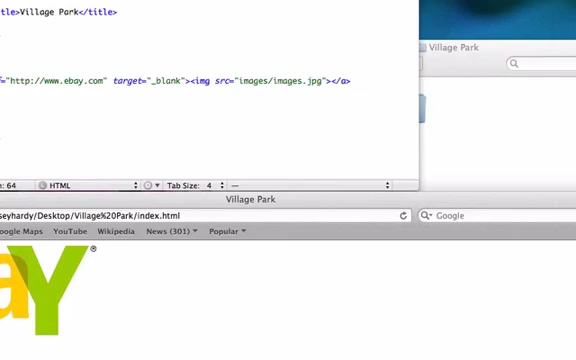 tle>Village Park</title>
Village Park
f="http://www.ebay.com" target="_blank"><img src="images/images.jpg"></a>
n: 64 HTML Tab Size: 4 —
Village Park
seyhardy/Desktop/Village%20Park/index.html Google
oogle Maps YouTube Wikipedia News (301) Popular
aY®